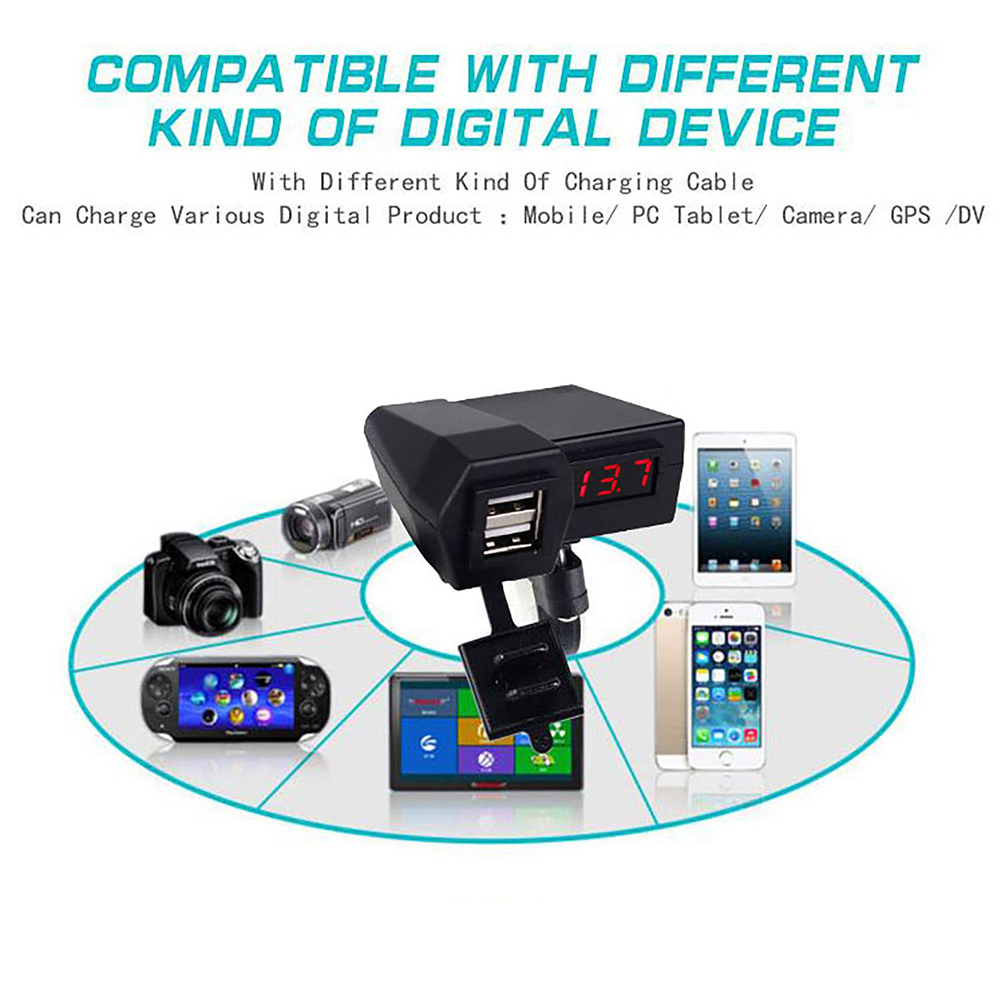 COMPATIBLE WITH DIFFERENT
KIND OF DIGITAL DEVICE
With Different Kind Of Charging Cable
Can Charge Various Digital Product : Mobile/ PC Tablet/ Camera/ GPS /DV
13.7